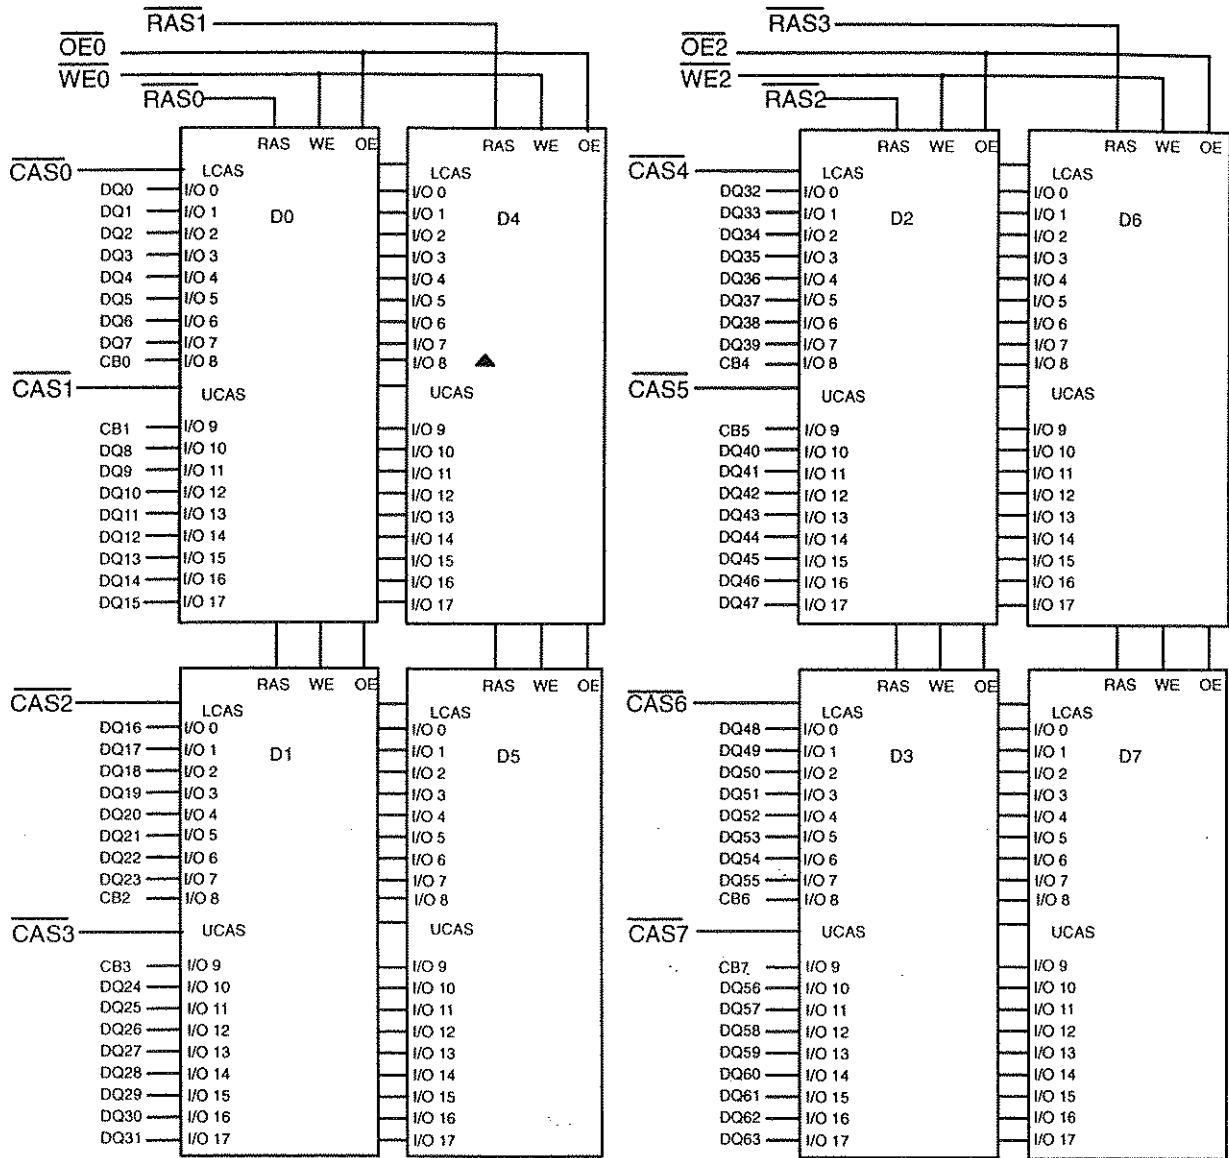 RAS1
OE0
WE0
RAS0
RAS WE OE
RAS WE OE
CAS0
LCAS
LCAS
DQ0 I/O 0 I/O 0
DQ1 I/O 1 D0 I/O 1 D4
DQ2 I/O 2 I/O 2
DQ3 I/O 3 I/O 3
DQ4 I/O 4 I/O 4
DQ5 I/O 5 I/O 5
DQ6 I/O 6 I/O 6
DQ7 I/O 7 I/O 7
CB0 I/O 8 I/O 8
CAS1
UCAS
UCAS
CB1 I/O 9 I/O 9
DQ8 I/O 10 I/O 10
DQ9 I/O 11 I/O 11
DQ10 I/O 12 I/O 12
DQ11 I/O 13 I/O 13
DQ12 I/O 14 I/O 14
DQ13 I/O 15 I/O 15
DQ14 I/O 16 I/O 16
DQ15 I/O 17 I/O 17
RAS WE OE
RAS WE OE
CAS2
LCAS
LCAS
DQ16 I/O 0 I/O 0
DQ17 I/O 1 D1 I/O 1 D5
DQ18 I/O 2 I/O 2
DQ19 I/O 3 I/O 3
DQ20 I/O 4 I/O 4
DQ21 I/O 5 I/O 5
DQ22 I/O 6 I/O 6
DQ23 I/O 7 I/O 7
CB2 I/O 8 I/O 8
CAS3
UCAS
UCAS
CB3 I/O 9 I/O 9
DQ24 I/O 10 I/O 10
DQ25 I/O 11 I/O 11
DQ26 I/O 12 I/O 12
DQ27 I/O 13 I/O 13
DQ28 I/O 14 I/O 14
DQ29 I/O 15 I/O 15
DQ30 I/O 16 I/O 16
DQ31 I/O 17 I/O 17
RAS3
OE2
WE2
RAS2
RAS WE OE
RAS WE OE
CAS4
LCAS
LCAS
DQ32 I/O 0 I/O 0
DQ33 I/O 1 D2 I/O 1 D6
DQ34 I/O 2 I/O 2
DQ35 I/O 3 I/O 3
DQ36 I/O 4 I/O 4
DQ37 I/O 5 I/O 5
DQ38 I/O 6 I/O 6
DQ39 I/O 7 I/O 7
CB4 I/O 8 I/O 8
CAS5
UCAS
UCAS
CB5 I/O 9 I/O 9
DQ40 I/O 10 I/O 10
DQ41 I/O 11 I/O 11
DQ42 I/O 12 I/O 12
DQ43 I/O 13 I/O 13
DQ44 I/O 14 I/O 14
DQ45 I/O 15 I/O 15
DQ46 I/O 16 I/O 16
DQ47 I/O 17 I/O 17
RAS WE OE
RAS WE OE
CAS6
LCAS
LCAS
DQ48 I/O 0 I/O 0
DQ49 I/O 1 D3 I/O 1 D7
DQ50 I/O 2 I/O 2
DQ51 I/O 3 I/O 3
DQ52 I/O 4 I/O 4
DQ53 I/O 5 I/O 5
DQ54 I/O 6 I/O 6
DQ55 I/O 7 I/O 7
CB6 I/O 8 I/O 8
CAS7
UCAS
UCAS
CB7 I/O 9 I/O 9
DQ56 I/O 10 I/O 10
DQ57 I/O 11 I/O 11
DQ58 I/O 12 I/O 12
DQ59 I/O 13 I/O 13
DQ60 I/O 14 I/O 14
DQ61 I/O 15 I/O 15
DQ62 I/O 16 I/O 16
DQ63 I/O 17 I/O 17